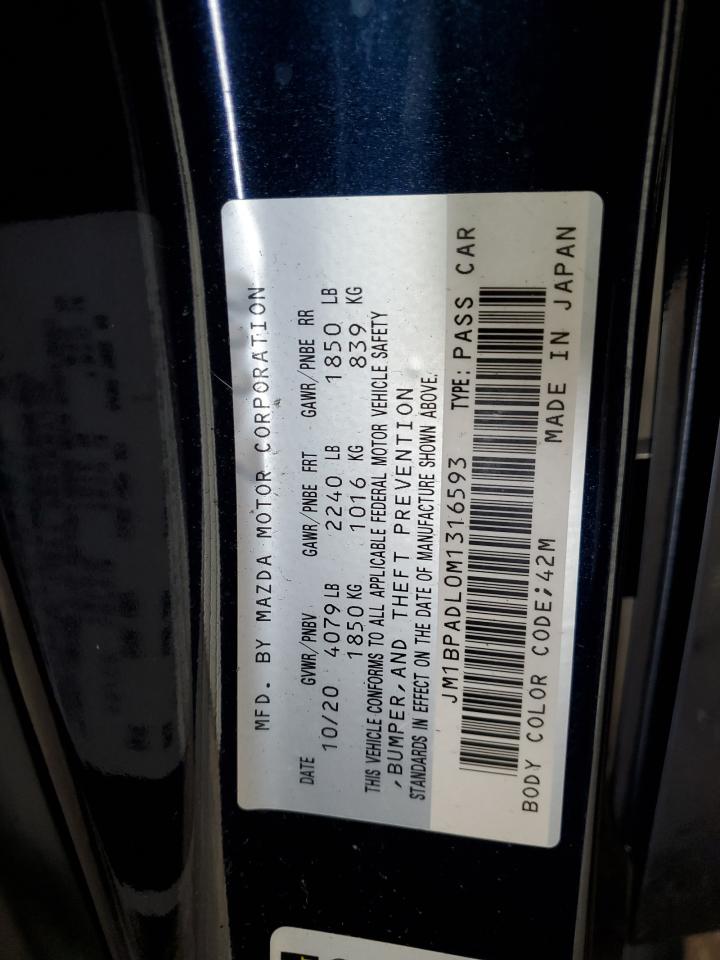 MFD. BY MAZDA MOTOR CORPORATION
DATE GVWR/PNBV GAWR/PNBE FRT GAWR/PNBE RR
10/20 4079 LB 2240 LB 1850 LB
1850 KG 1016 KG 839 KG
THIS VEHICLE CONFORMS TO ALL APPLICABLE FEDERAL MOTOR VEHICLE SAFETY
,BUMPER,AND THEFT PREVENTION
STANDARDS IN EFFECT ON THE DATE OF MANUFACTURE SHOWN ABOVE.
JM1BPADL0M1316593 TYPE: PASS CAR
BODY COLOR CODE;42M MADE IN JAPAN